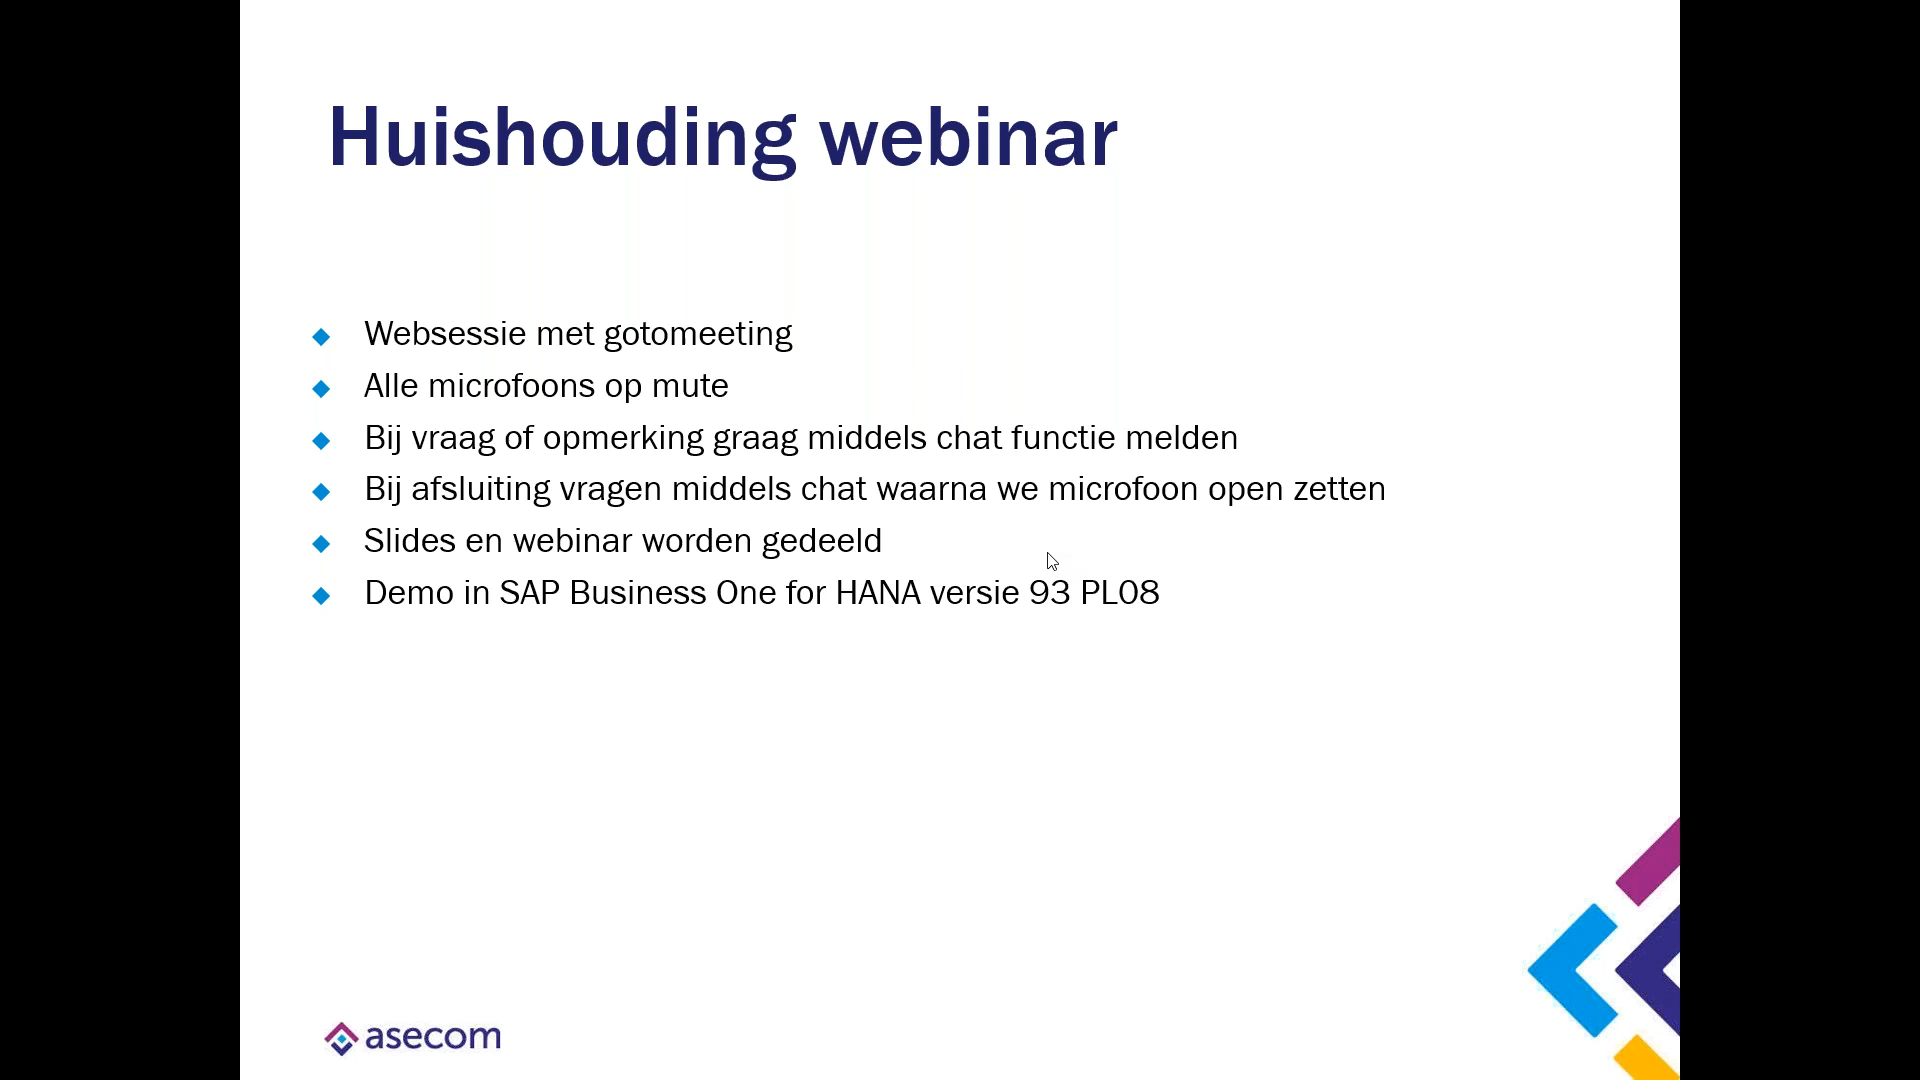 Huishouding webinar
Websessie met gotomeeting
Alle microfoons op mute
Bij vraag of opmerking graag middels chat functie melden
Bij afsluiting vragen middels chat waarna we microfoon open zetten
Slides en webinar worden gedeeld
Demo in SAP Business One for HANA versie 93 PL08
asecom